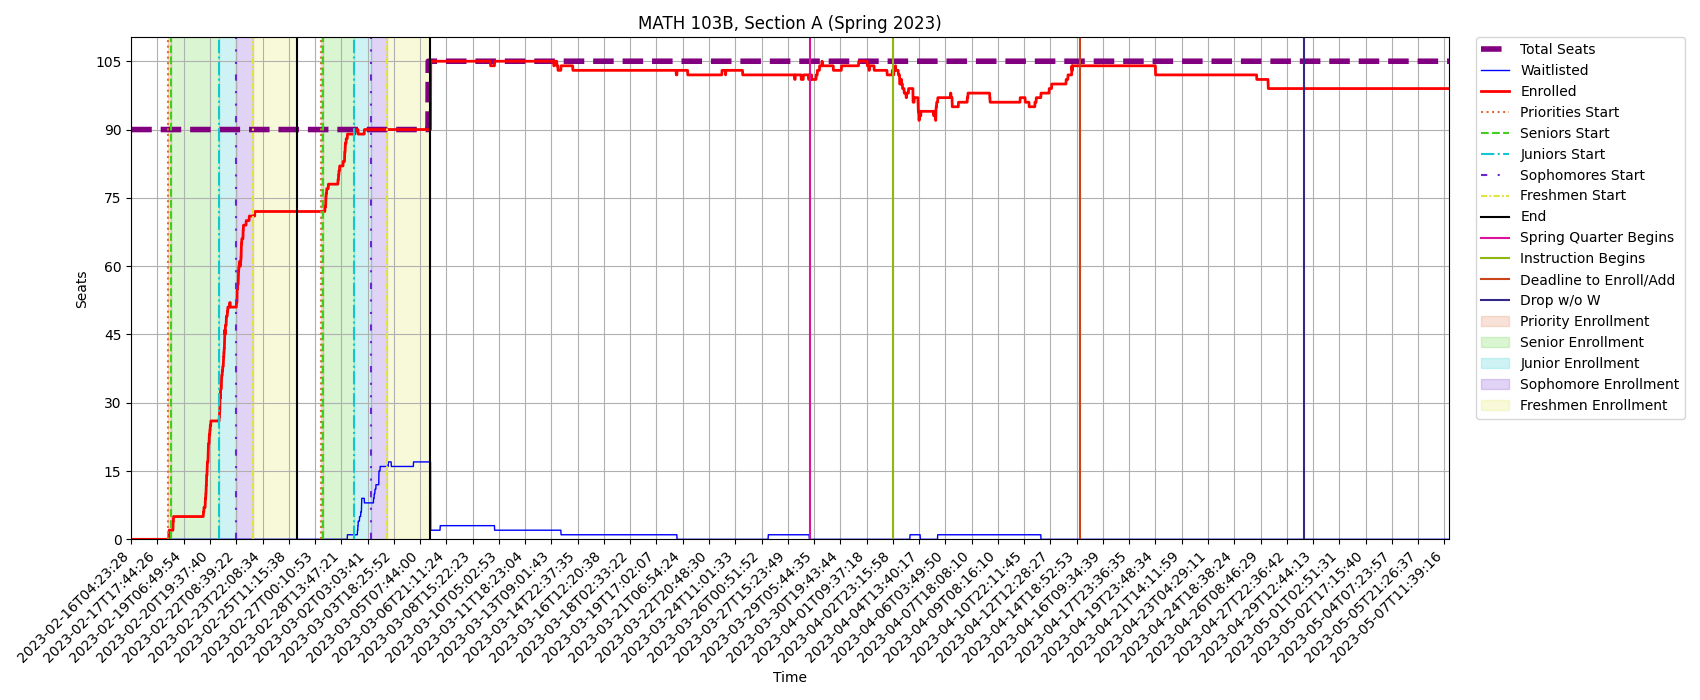 MATH 103B, Section A (Spring 2023)
Seats
105
90
75
60
45
30
15
0
2023-02-16T04:23:28
2023-02-17T17:44:26
2023-02-19T06:49:54
2023-02-20T19:37:40
2023-02-22T08:39:22
2023-02-23T22:08:34
2023-02-25T11:15:38
2023-02-27T00:10:53
2023-02-28T13:47:21
2023-03-02T03:03:41
2023-03-03T18:25:52
2023-03-05T07:44:00
2023-03-06T21:11:24
2023-03-08T15:22:23
2023-03-10T05:02:53
2023-03-11T18:23:04
2023-03-13T09:01:43
2023-03-14T22:37:35
2023-03-16T12:20:38
2023-03-18T02:33:22
2023-03-19T17:02:07
2023-03-21T06:54:24
2023-03-22T20:48:30
2023-03-24T11:01:33
2023-03-26T00:51:52
2023-03-27T15:23:49
2023-03-29T05:44:35
2023-03-30T19:43:44
2023-04-01T09:37:18
2023-04-02T23:15:58
2023-04-04T13:40:17
2023-04-06T03:49:50
2023-04-07T18:08:10
2023-04-09T08:16:10
2023-04-10T22:11:45
2023-04-12T12:28:27
2023-04-14T18:52:53
2023-04-16T09:34:39
2023-04-17T23:36:35
2023-04-19T23:48:34
2023-04-21T14:11:59
2023-04-23T04:29:11
2023-04-24T18:38:24
2023-04-26T08:46:29
2023-04-27T22:36:42
2023-04-29T12:44:13
2023-05-01T02:51:31
2023-05-02T17:15:40
2023-05-04T07:23:57
2023-05-05T21:26:37
2023-05-07T11:39:16
Time
Total Seats
Waitlisted
Enrolled
Priorities Start
Seniors Start
Juniors Start
Sophomores Start
Freshmen Start
End
Spring Quarter Begins
Instruction Begins
Deadline to Enroll/Add
Drop w/o W
Priority Enrollment
Senior Enrollment
Junior Enrollment
Sophomore Enrollment
Freshmen Enrollment